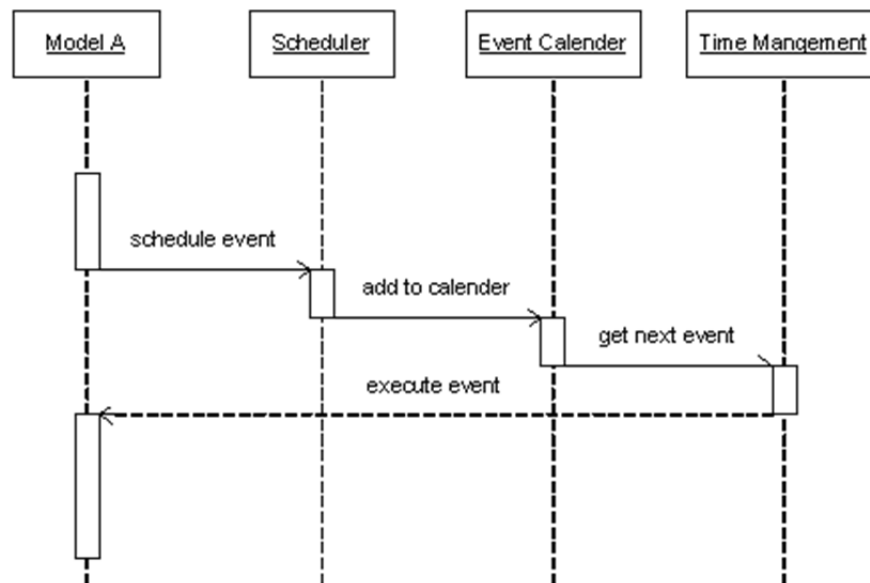 Model A
Scheduler
Event Calender
Time Mangement
schedule event
add to calender
get next event
execute event